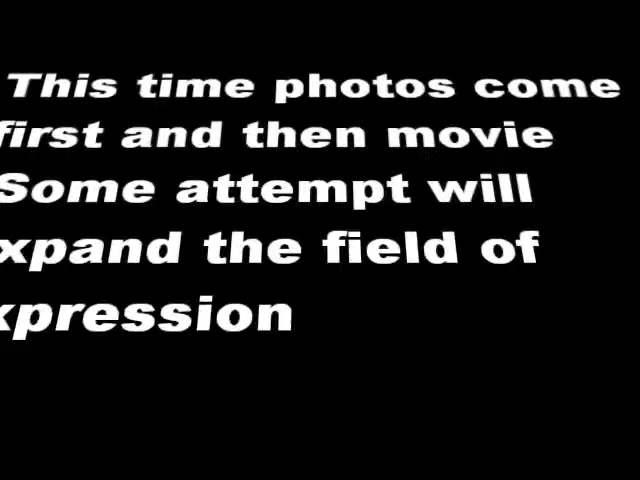 This time photos come
first and then movie
Some attempt will
xpand the field of
xpression